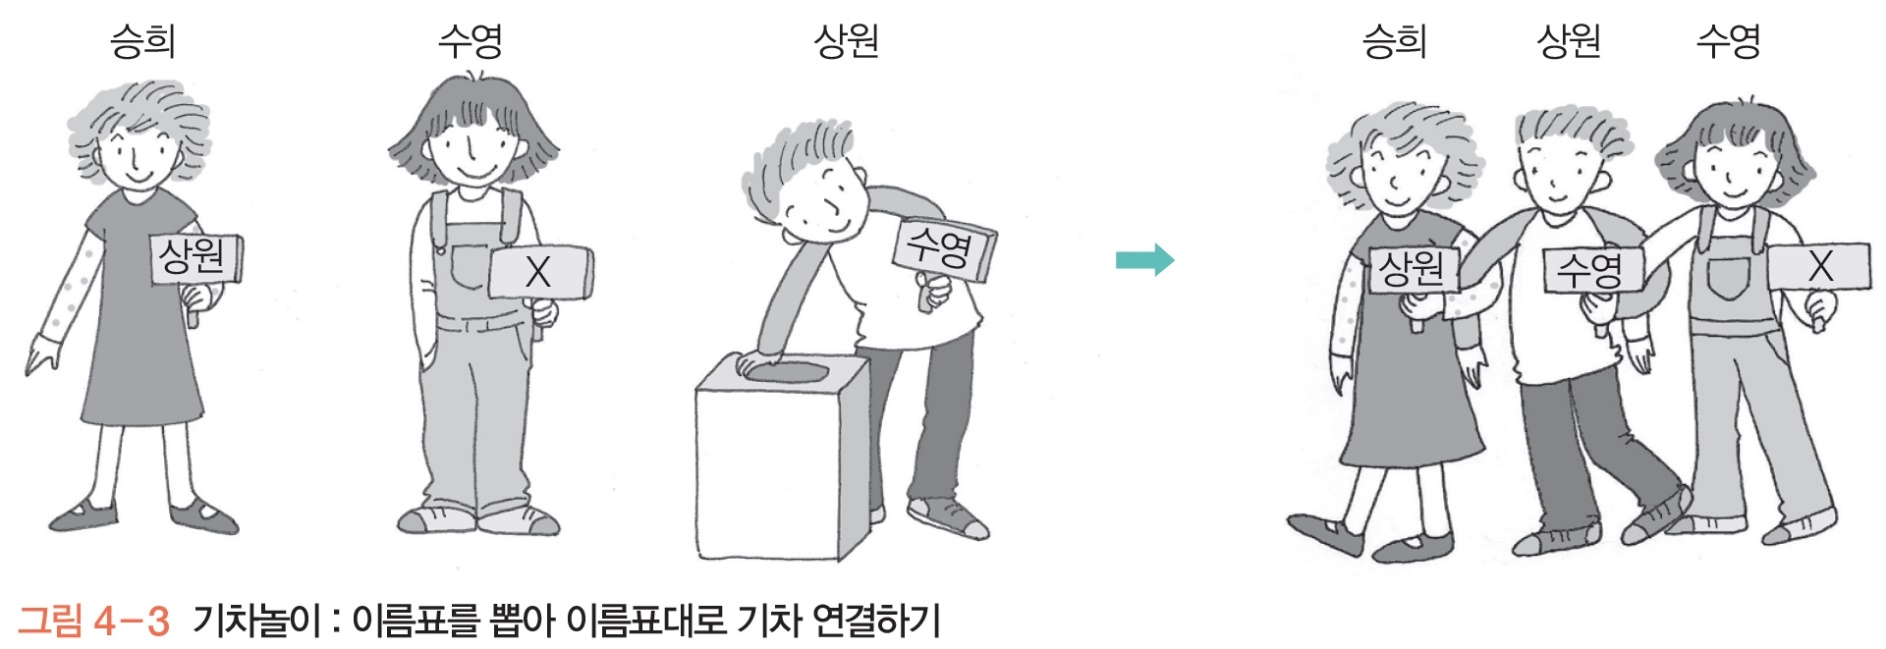 승희 수영 상원 승희 상원 수영
상원 X 수영 상원 수영 X
그림 4-3 기차놀이 : 이름표를 뽑아 이름표대로 기차 연결하기